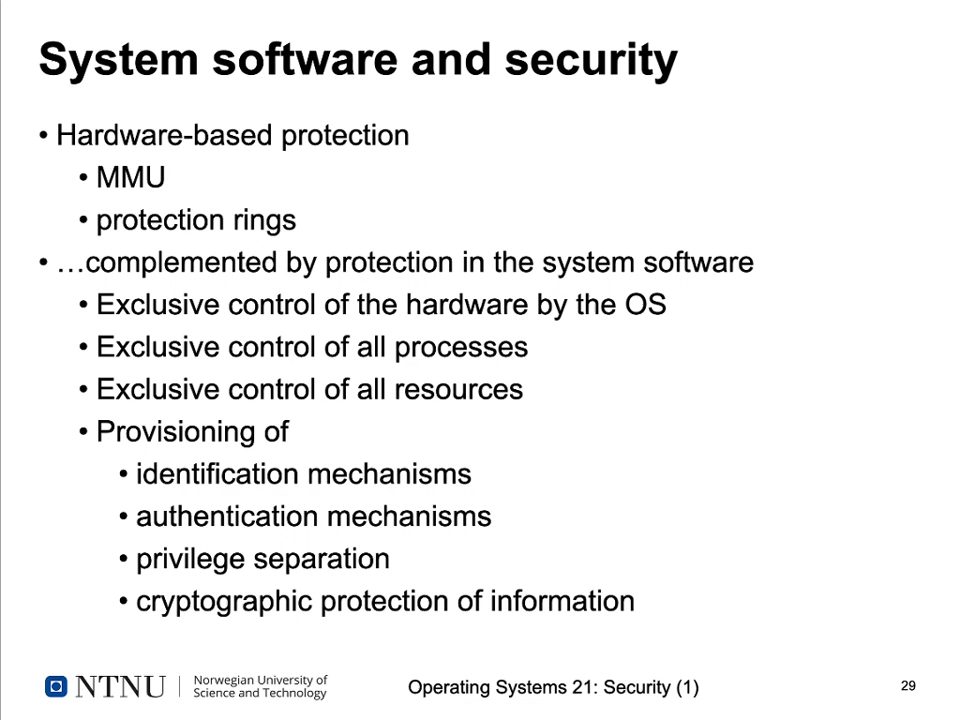 System software and security
• Hardware-based protection
• MMU
• protection rings
• …complemented by protection in the system software
• Exclusive control of the hardware by the OS
• Exclusive control of all processes
• Exclusive control of all resources
• Provisioning of
• identification mechanisms
• authentication mechanisms
• privilege separation
• cryptographic protection of information
NTNU
Norwegian University of
Science and Technology
Operating Systems 21: Security (1)
29